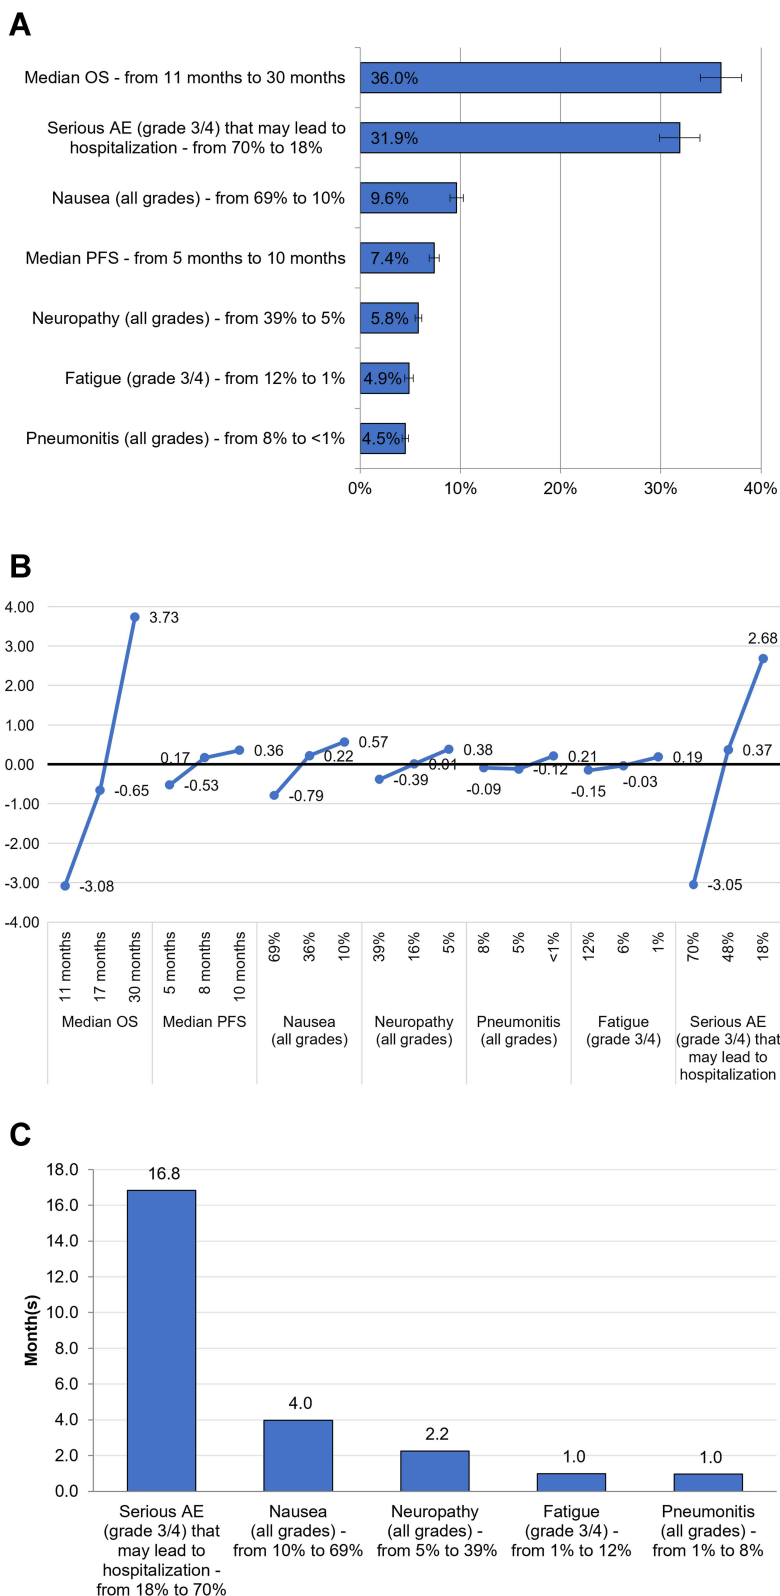 A
Median OS - from 11 months to 30 months
36.0%
Serious AE (grade 3/4) that may lead to
hospitalization - from 70% to 18%
31.9%
Nausea (all grades) - from 69% to 10%
9.6%
Median PFS - from 5 months to 10 months
7.4%
Neuropathy (all grades) - from 39% to 5%
5.8%
Fatigue (grade 3/4) - from 12% to 1%
4.9%
Pneumonitis (all grades) - from 8% to <1%
4.5%
0% 10% 20% 30% 40%
B
4.00
3.00
2.00
1.00
0.00
-1.00
-2.00
-3.00
-4.00
-3.08
-0.65
3.73
-0.53
0.17
0.36
-0.79
0.22
0.57
-0.39
0.01
0.38
-0.09
-0.12
0.21
-0.15
-0.03
0.19
-3.05
0.37
2.68
11 months
17 months
30 months
5 months
8 months
10 months
69%
36%
10%
39%
16%
5%
8%
5%
<1%
12%
6%
1%
70%
48%
18%
Median OS
Median PFS
Nausea
(all grades)
Neuropathy
(all grades)
Pneumonitis
(all grades)
Fatigue
(grade 3/4)
Serious AE
(grade 3/4) that
may lead to
hospitalization
C
Month(s)
18.0
16.0
14.0
12.0
10.0
8.0
6.0
4.0
2.0
0.0
16.8
4.0
2.2
1.0
1.0
Serious AE
(grade 3/4) that
may lead to
hospitalization -
from 18% to 70%
Nausea
(all grades) -
from 10% to 69%
Neuropathy
(all grades) -
from 5% to 39%
Fatigue
(grade 3/4) -
from 1% to 12%
Pneumonitis
(all grades) -
from 1% to 8%